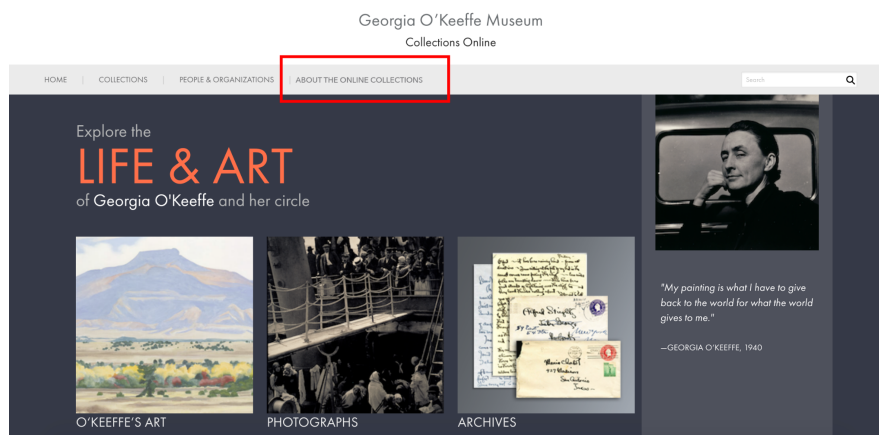 Georgia O'Keeffe Museum
Collections Online
HOME | COLLECTIONS | PEOPLE & ORGANIZATIONS | ABOUT THE ONLINE COLLECTIONS
Search
Explore the
LIFE & ART
of Georgia O'Keeffe and her circle
"My painting is what I have to give
back to the world for what the world
gives to me."
—GEORGIA O'KEEFFE, 1940
O'KEEFFE'S ART
PHOTOGRAPHS
ARCHIVES